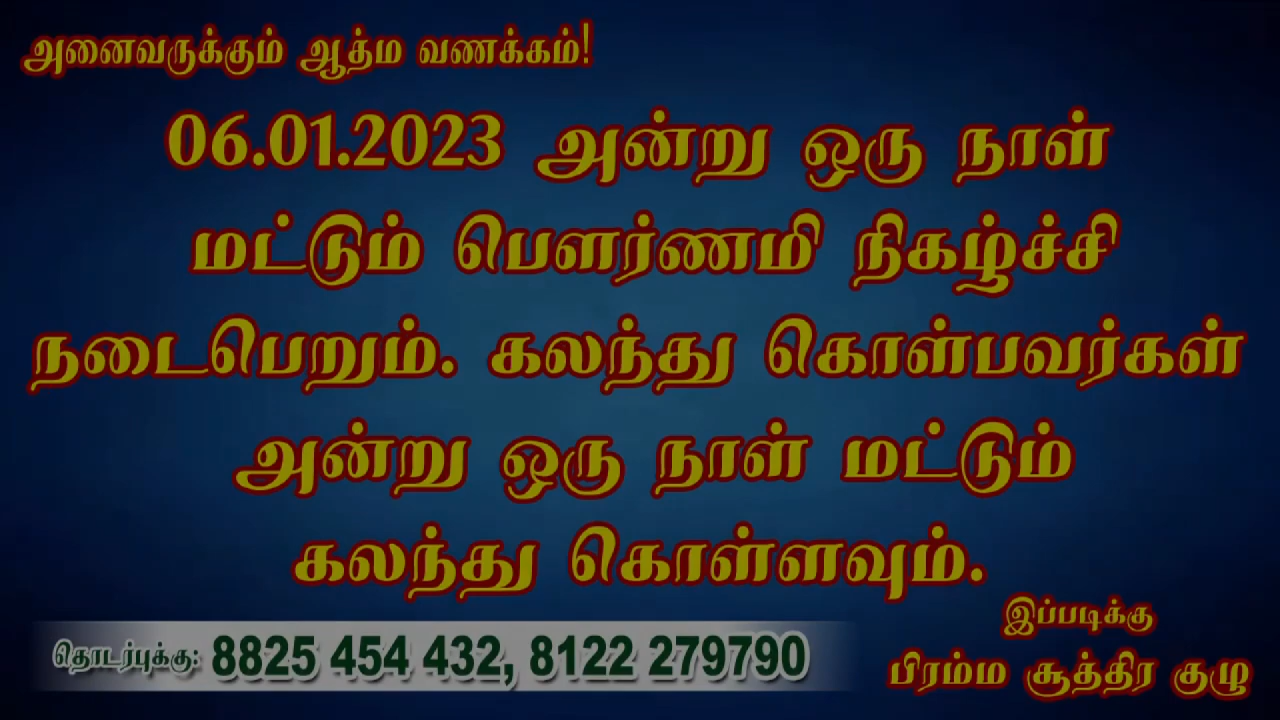 அனைவருக்கும் ஆத்ம வணக்கம்!
06.01.2023 அன்று ஒரு நாள்
மட்டும் பௌர்ணமி நிகழ்ச்சி
நடைபெறும். கலந்து கொள்பவர்கள்
அன்று ஒரு நாள் மட்டும்
கலந்து கொள்ளவும்.
இப்படிக்கு
தொடர்புக்கு: 8825 454 432, 8122 279790
பிரம்ம சூத்திர குழு